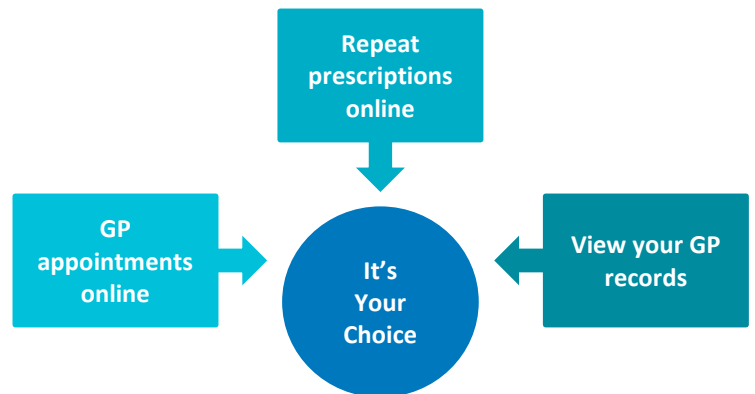 Repeat
prescriptions
online
GP
appointments
online
It’s
Your
Choice
View your GP
records